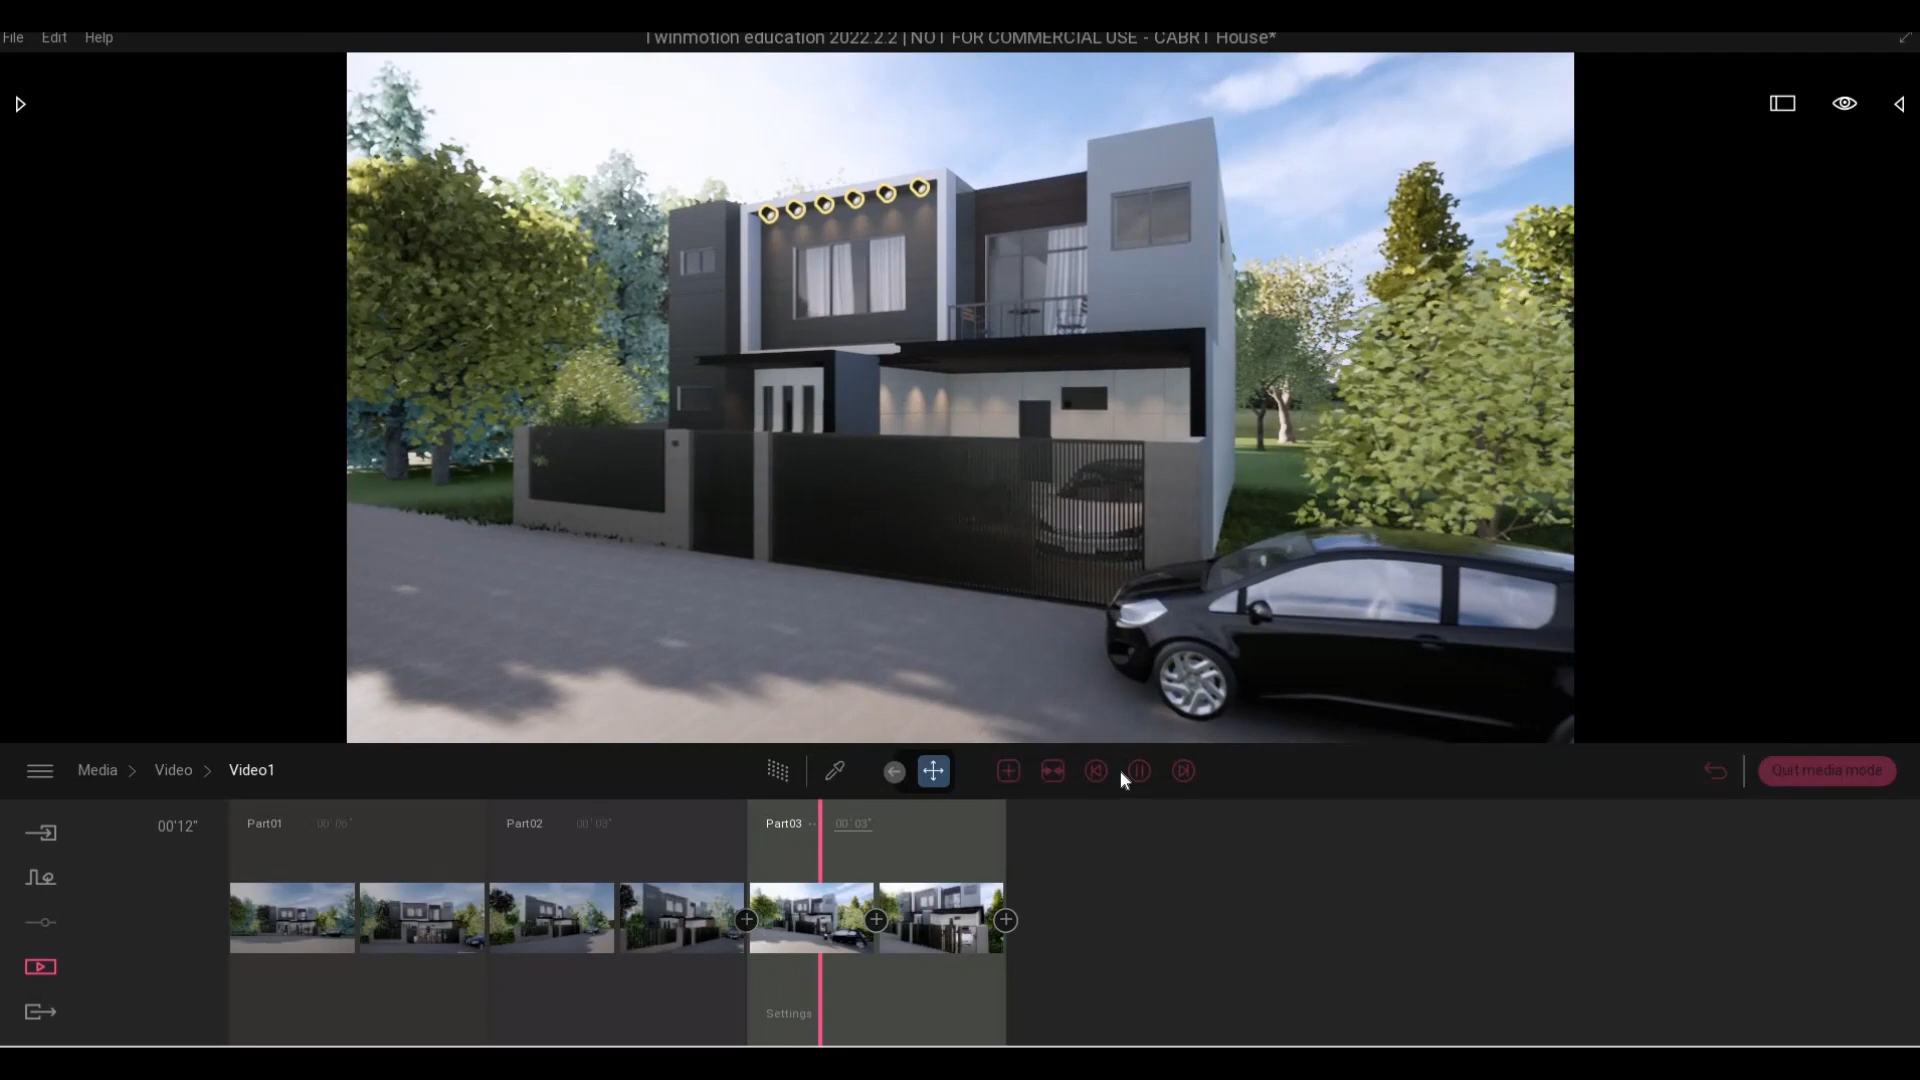 File Edit Help
Twinmotion education 2022.2.2 | NOT FOR COMMERCIAL USE - CABRT House*
Media > Video > Video1
Quit media mode
00'12"
Part01 00'06"
Part02 00'03"
Part03 ·· 00'03"
Settings